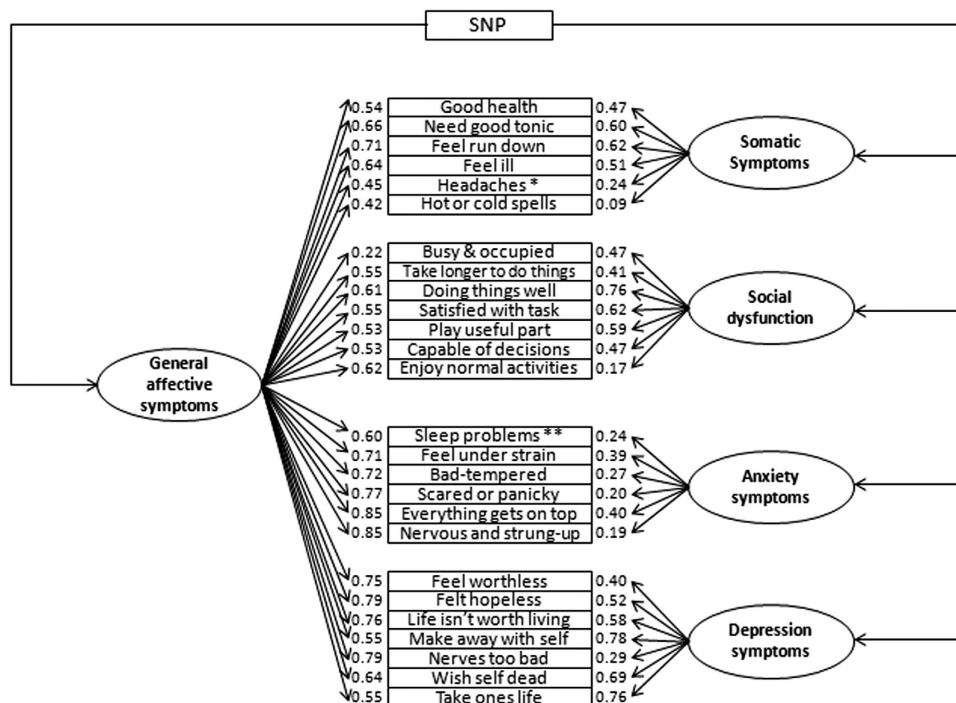 SNP
0.54 Good health 0.47
0.66 Need good tonic 0.60
0.71 Feel run down 0.62
0.64 Feel ill 0.51
0.45 Headaches * 0.24
0.42 Hot or cold spells 0.09
Somatic
Symptoms
0.22 Busy & occupied 0.47
0.55 Take longer to do things 0.41
0.61 Doing things well 0.76
0.55 Satisfied with task 0.62
0.53 Play useful part 0.59
0.53 Capable of decisions 0.47
0.62 Enjoy normal activities 0.17
Social
dysfunction
General
affective
symptoms
0.60 Sleep problems ** 0.24
0.71 Feel under strain 0.39
0.72 Bad-tempered 0.27
0.77 Scared or panicky 0.20
0.85 Everything gets on top 0.40
0.85 Nervous and strung-up 0.19
Anxiety
symptoms
0.75 Feel worthless 0.40
0.79 Felt hopeless 0.52
0.76 Life isn't worth living 0.58
0.55 Make away with self 0.78
0.79 Nerves too bad 0.29
0.64 Wish self dead 0.69
0.55 Take ones life 0.76
Depression
symptoms